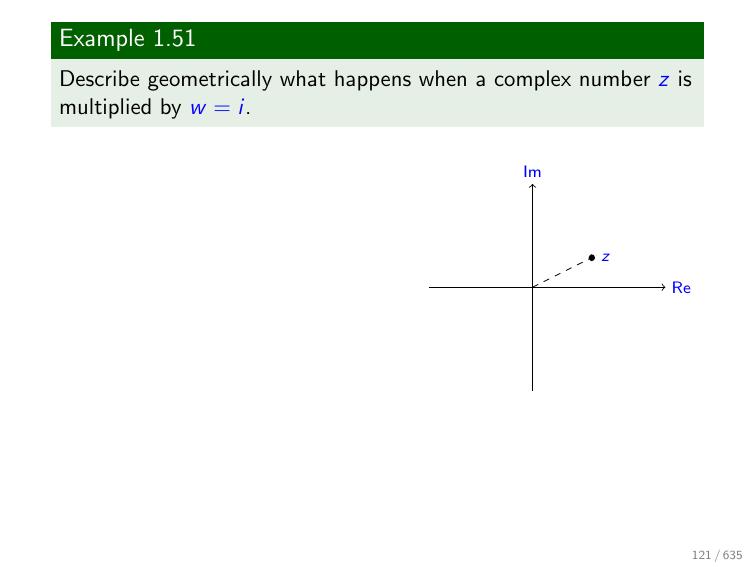 Example 1.51
Describe geometrically what happens when a complex number z is
multiplied by w = i.
Im
z
Re
121 / 635